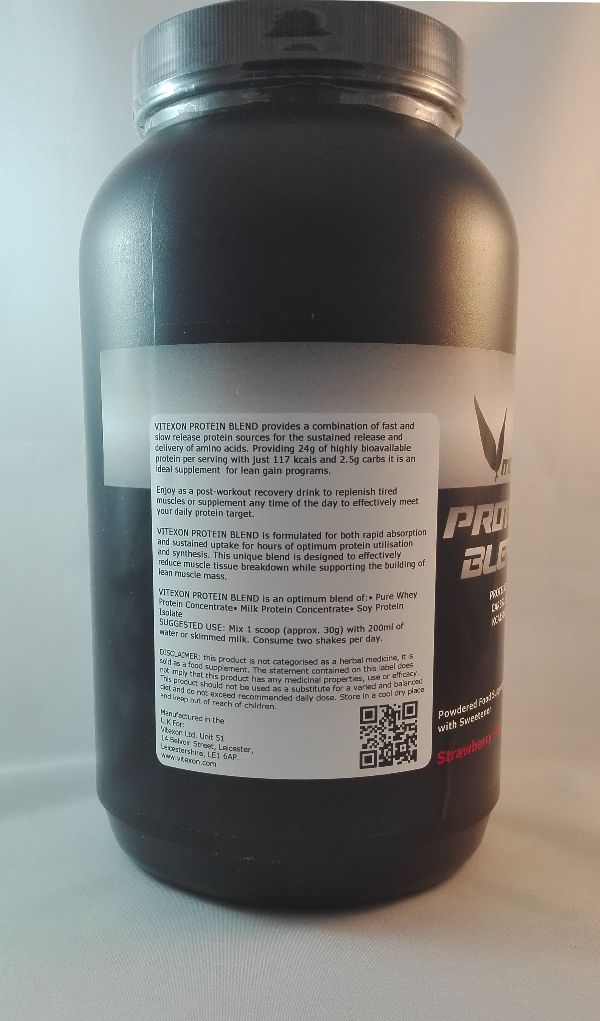 VITEXON PROTEIN BLEND provides a combination of fast and
slow release protein sources for the sustained release and
delivery of amino acids. Providing 24g of highly bioavailable
protein per serving with just 117 kcals and 2.5g carbs it is an
ideal supplement for lean gain programs.
Enjoy as a post-workout recovery drink to replenish tired
muscles or supplement any time of the day to effectively meet
your daily protein target.
VITEXON PROTEIN BLEND is formulated for both rapid absorption
and sustained uptake for hours of optimum protein utilisation
and synthesis. This unique blend is designed to effectively
reduce muscle tissue breakdown while supporting the building of
lean muscle mass.
VITEXON PROTEIN BLEND is an optimum blend of:• Pure Whey
Protein Concentrate• Milk Protein Concentrate• Soy Protein
Isolate
SUGGESTED USE: Mix 1 scoop (approx. 30g) with 200ml of
water or skimmed milk. Consume two shakes per day.
DISCLAIMER: this product is not categorised as a herbal medicine, it is
sold as a food supplement. The statement contained on this label does
not imply that this product has any medicinal properties, use or efficacy.
This product should not be used as a substitute for a varied and balanced
diet and do not exceed recommended daily dose. Store in a cool dry place
and keep out of reach of children.
Manufactured in the
U.K For:
Vitexon Ltd. Unit 51
14 Belvoir Street, Leicester,
Leicestershire, LE1 6AP.
www.vitexon.com
PRO
BLE
Powdered Food
with Sweetener
Strawberry